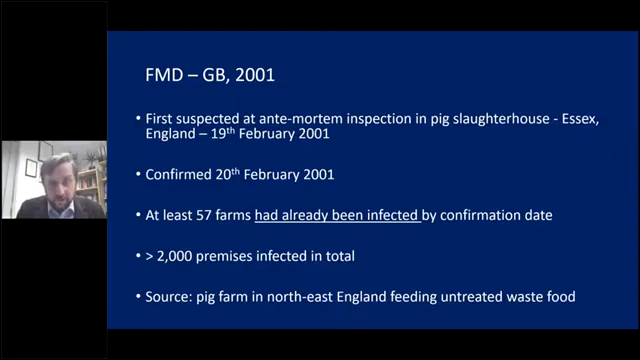 FMD – GB, 2001
• First suspected at ante-mortem inspection in pig slaughterhouse - Essex,
England – 19th February 2001
• Confirmed 20th February 2001
• At least 57 farms had already been infected by confirmation date
• > 2,000 premises infected in total
• Source: pig farm in north-east England feeding untreated waste food